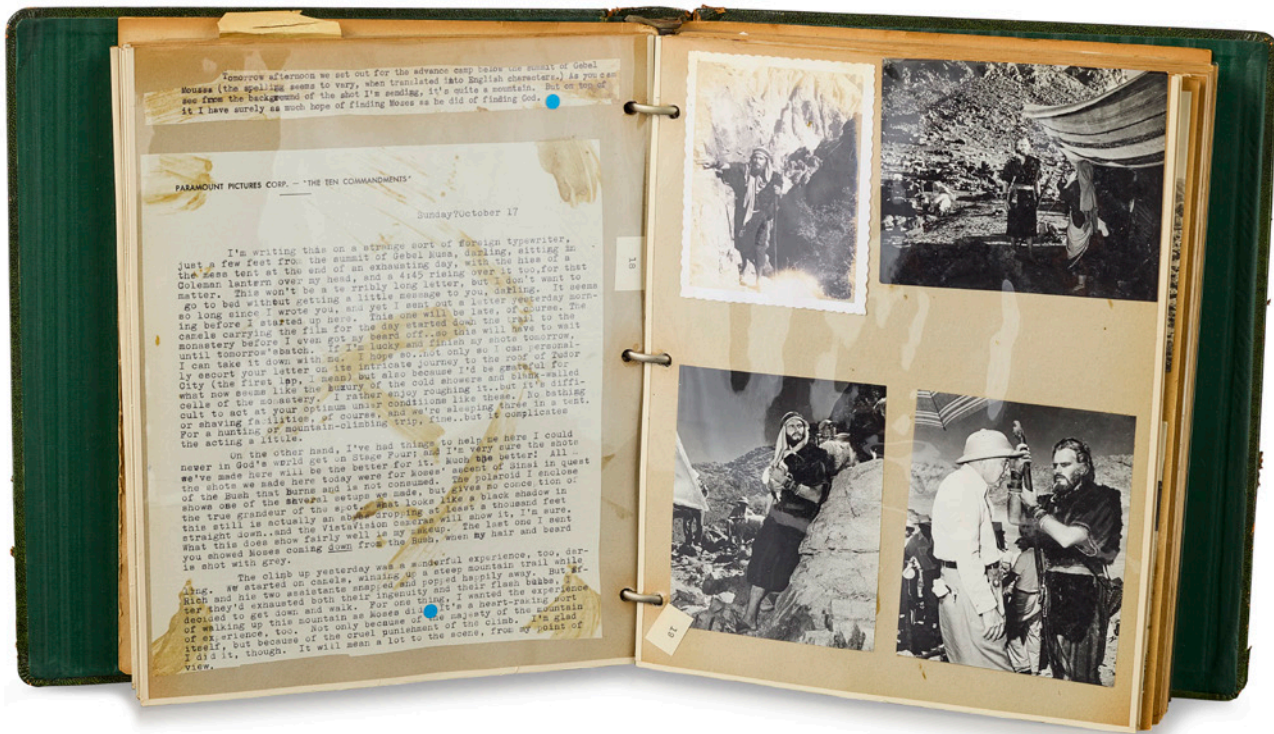 Tomorrow afternoon we set out for the advance camp below the summit of Gebel
Mousa (the spelling seems to vary, when translated into English characters.) As you can
see from the background of the shot I'm sending, it's quite a mountain. But on top of
it I have surely as much hope of finding Moses as he did of finding God.
PARAMOUNT PICTURES CORP. — "THE TEN COMMANDMENTS"
Sunday?October 17
I'm writing this on a strange sort of foreign typewriter,
just a few feet from the summit of Gebel Musa, darling, sitting in
the mess tent at the end of an exhausting day, with the hiss of a
Coleman lantern over my head, and a 4:45 rising over it too,for that
matter. This won't be a te rribly long letter, but I don't want to
go to bed without getting a little message to you, darling. It seems
so long since I wrote you, and yet I sent out a letter yesterday morn-
ing before I started up here. This one will be late, of course. The
camels carrying the film for the day started down the trail to the
monastery before I even got my beard off..so this will have to wait
until tomorrow'sbatch. If I'm lucky and finish my shots tomorrow,
I can take it down with me. I hope so..not only so I can personal-
ly escort your letter on its intricate journey to the roof of Tudor
City (the first lap, I mean) but also because I'd be grateful for
what now seems like the luxury of the cold showers and blank-walled
cells of the monastery. I rather enjoy roughing it..but it's diffi-
cult to act at your optimum under conditions like these. No bathing
or shaving facilities, of course, and we're sleeping three in a tent.
For a hunting or mountain-climbing trip, fine..but it complicates
the acting a little.
On the other hand, I've had things to help me here I could
never in God's world get on Stage Four; and I'm very sure the shots
we've made here will be the better for it. Much the better! All
the shots we made here today were for Moses' ascent of Sinai in quest
of the Bush that Burns and is not consumed. The polaroid I enclose
shows one of the several setups we made, but gives no conception of
the true grandeur of the spot. What looks like a black shadow in
this still is actually an abyss dropping at least a thousand feet
straight down..and the VistaVision cameras will show it, I'm sure.
What this does show fairly well is my makeup. The last one I sent
you showed Moses coming down from the Bush, when my hair and beard
is shot with grey.
The climb up yesterday was a wonderful experience, too, dar-
ling. We started on camels, winding up a steep mountain trail while
Rich and his two assistants snapped and popped happily away. But af-
ter they'd exhausted both their ingenuity and their flash bulbs, I
decided to get down and walk. For one thing, I wanted the experience
of walking up this mountain as Moses did. It's a heart-raking sort
of experience, too. Not only because of the majesty of the mountain
itself, but because of the cruel punishment of the climb. I'm glad
I did it, though. It will mean a lot to the scene, from my point of
view.
18
19